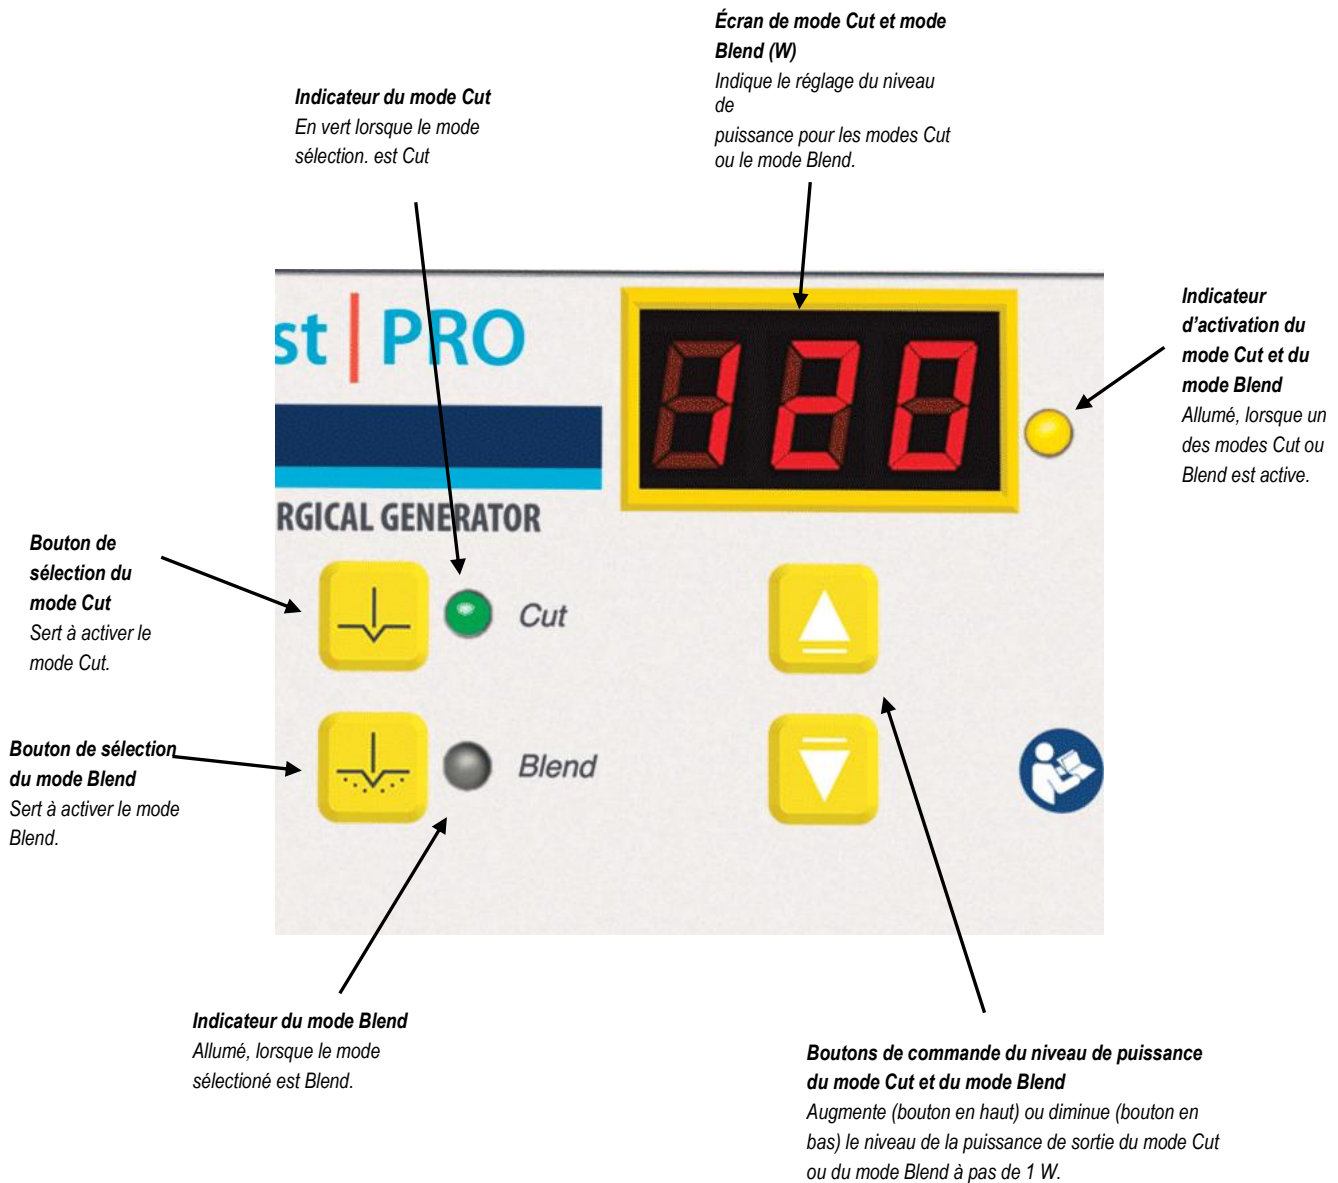 Écran de mode Cut et mode
Blend (W)
Indique le réglage du niveau
de
puissance pour les modes Cut
ou le mode Blend.
Indicateur du mode Cut
En vert lorsque le mode
sélection. est Cut
Indicateur
d’activation du
mode Cut et du
mode Blend
Allumé, lorsque un
des modes Cut ou
Blend est active.
st | PRO
120
RGICAL GENERATOR
Bouton de
sélection du
mode Cut
Sert à activer le
mode Cut.
Cut
Bouton de sélection
du mode Blend
Sert à activer le mode
Blend.
Blend
Indicateur du mode Blend
Allumé, lorsque le mode
sélectioné est Blend.
Boutons de commande du niveau de puissance
du mode Cut et du mode Blend
Augmente (bouton en haut) ou diminue (bouton en
bas) le niveau de la puissance de sortie du mode Cut
ou du mode Blend à pas de 1 W.